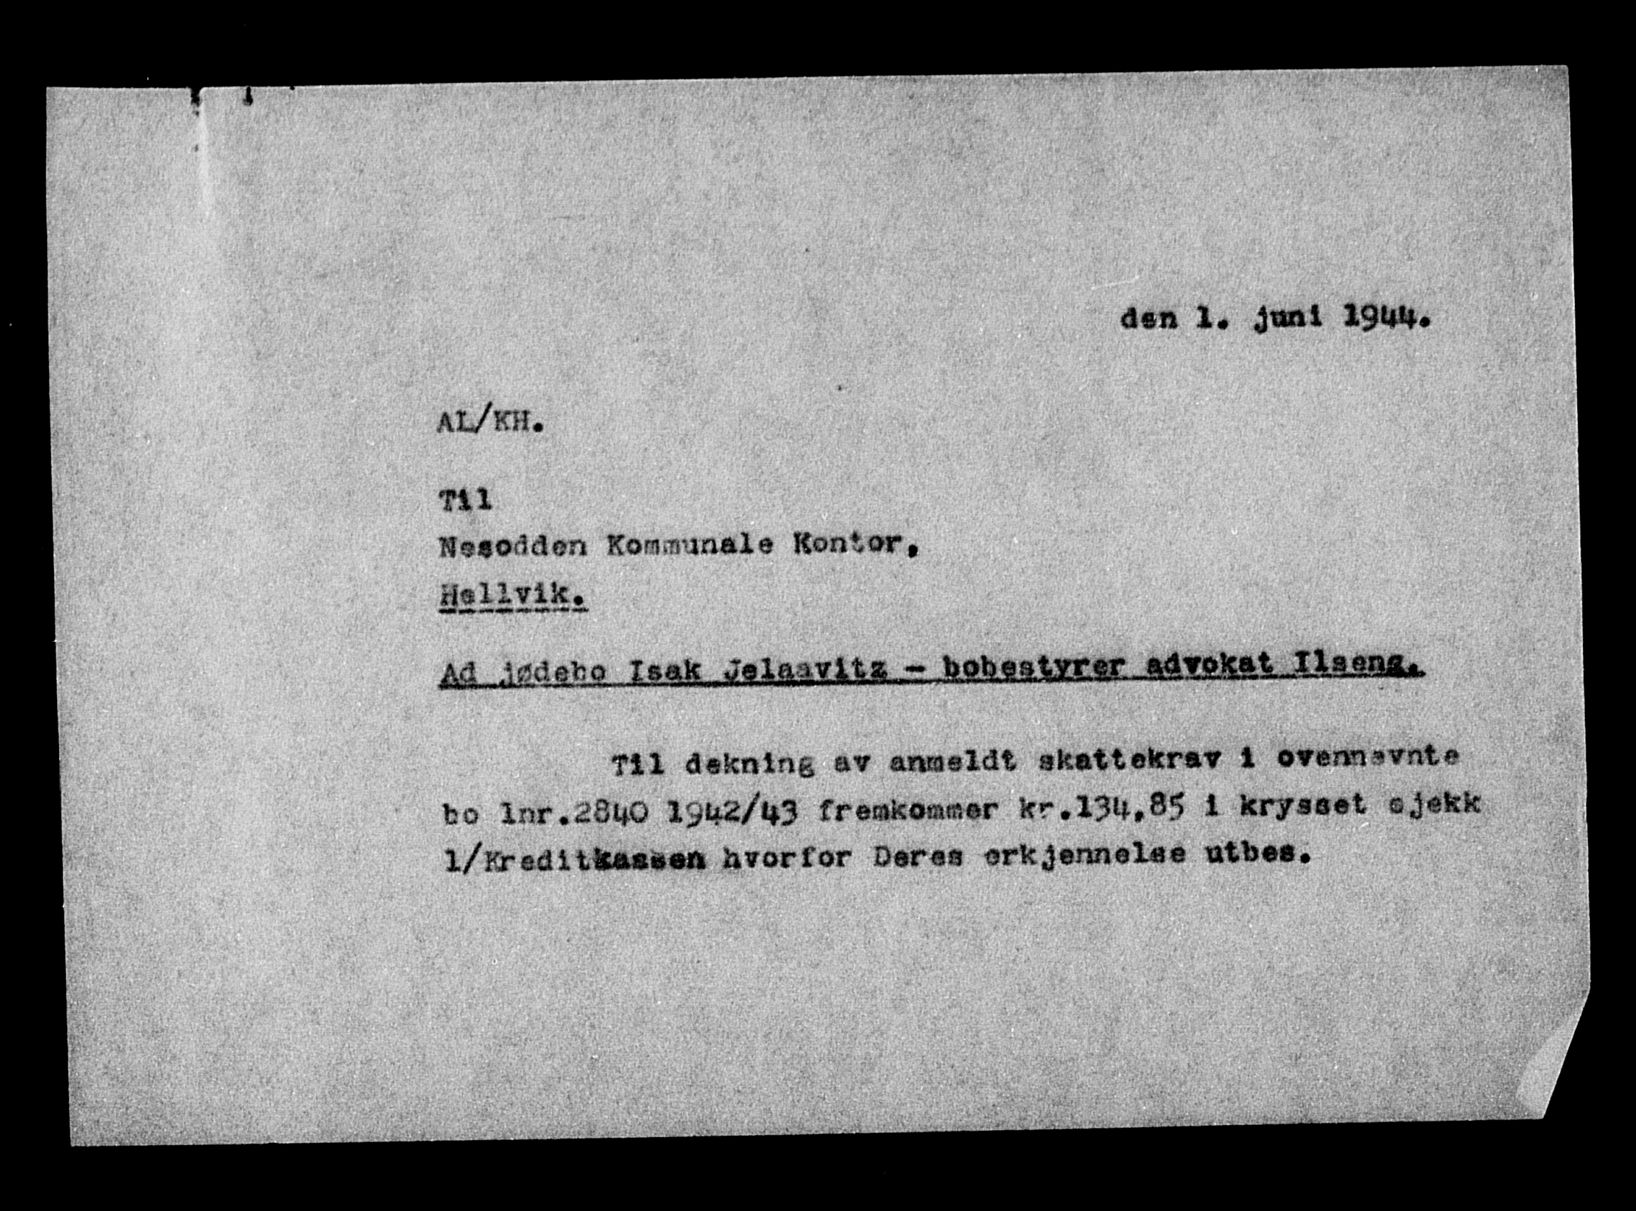 den 1. juni 1944.
AL/KH.
Til
Nesodden Kommunale Kontor,
Hellvik.
Ad jødebo Isak Jelaavitz - bobestyrer advokat Ilseng.
Til dekning av anmeldt skattekrav i ovennevnte
bo lnr.2840 1942/43 fremkommer kr.134,85 i krysset sjekk
l/Kreditkassen hvorfor Deres erkjennelse utbes.